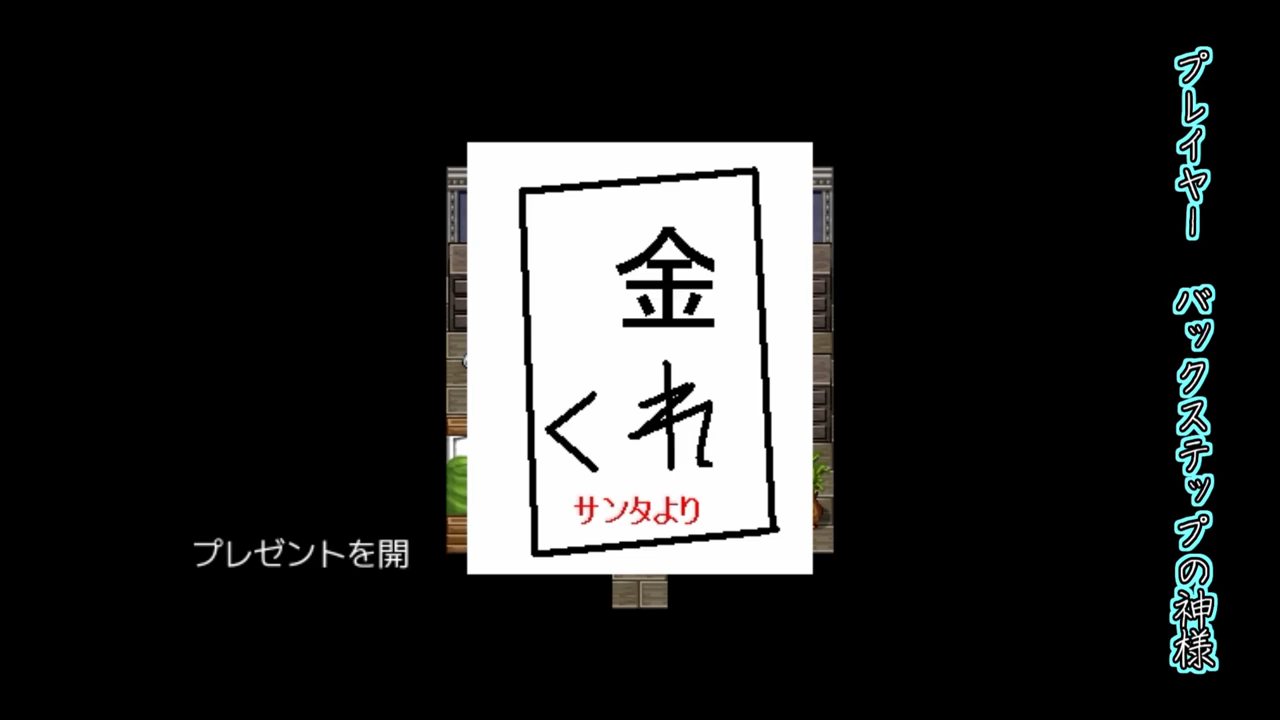 プレイヤー バックステップの神様
金
れ
く
サンタより
プレゼントを開